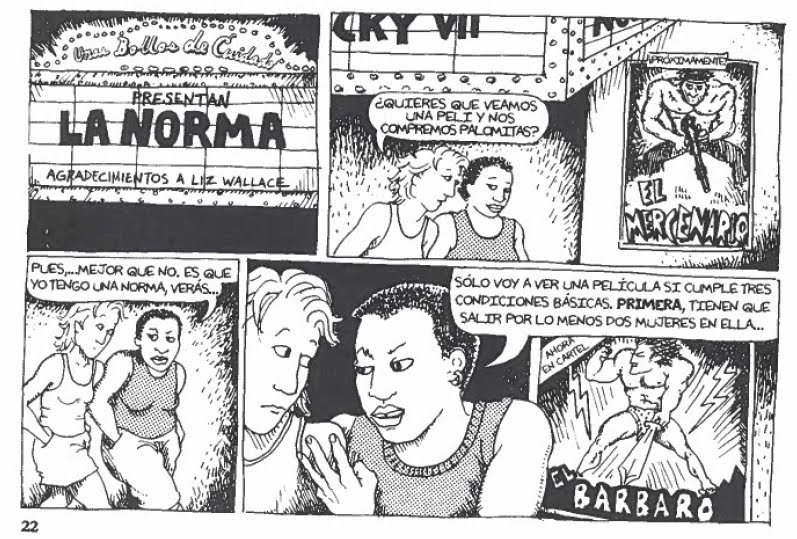 Unas Bollos de Cuidado
PRESENTAN
LA NORMA
AGRADECIMIENTOS A LIZ WALLACE
CKY VII
NO
¿QUIERES QUE VEAMOS
UNA PELI Y NOS
COMPREMOS PALOMITAS?
¡APRÓXIMAMENTE!
EL
MERCENARIO
PUES,...MEJOR QUE NO. ES QUE
YO TENGO UNA NORMA, VERÁS...
SÓLO VOY A VER UNA PELÍCULA SI CUMPLE TRES
CONDICIONES BÁSICAS. PRIMERA, TIENEN QUE
SALIR POR LO MENOS DOS MUJERES EN ELLA...
AHORA
EN CARTEL
EL
BÁRBARO
22